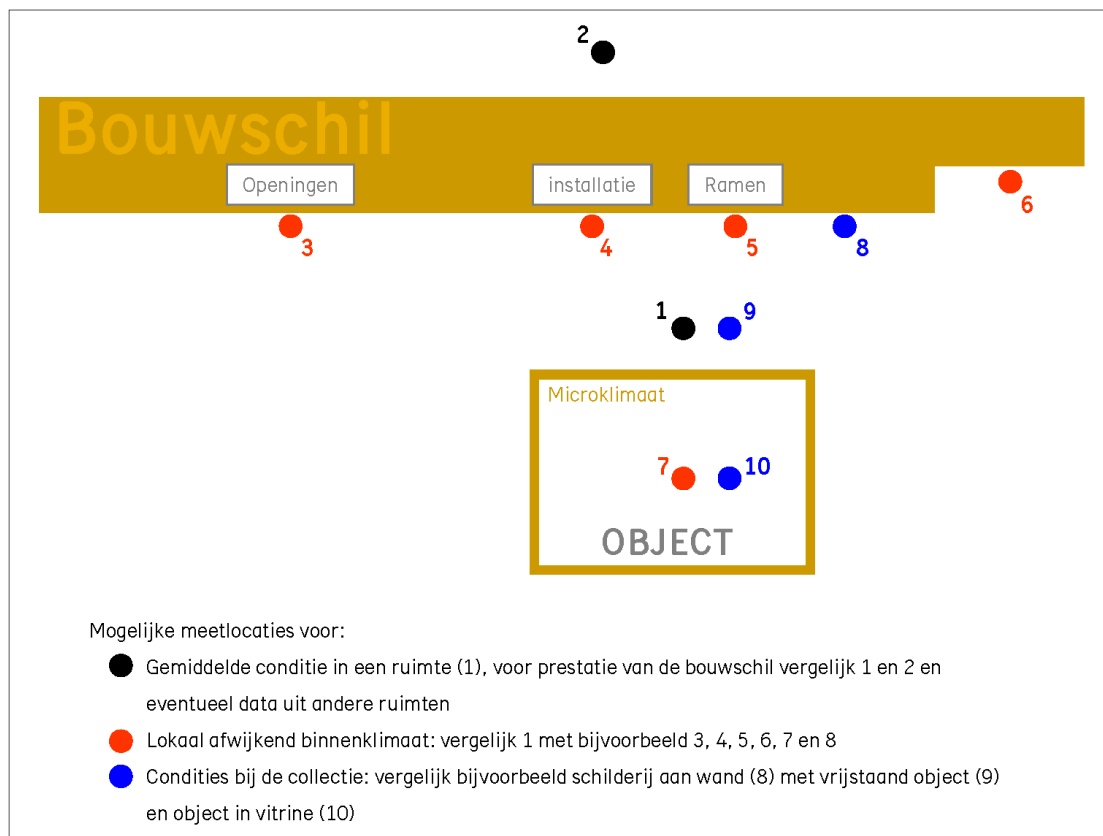 2
Bouwschil
Openingen installatie Ramen
6
3 4 5 8
1 9
Microklimaat
7 10
OBJECT
Mogelijke meetlocaties voor:
Gemiddelde conditie in een ruimte (1), voor prestatie van de bouwschil vergelijk 1 en 2 en
eventueel data uit andere ruimten
Lokaal afwijkend binnenklimaat: vergelijk 1 met bijvoorbeeld 3, 4, 5, 6, 7 en 8
Condities bij de collectie: vergelijk bijvoorbeeld schilderij aan wand (8) met vrijstaand object (9)
en object in vitrine (10)